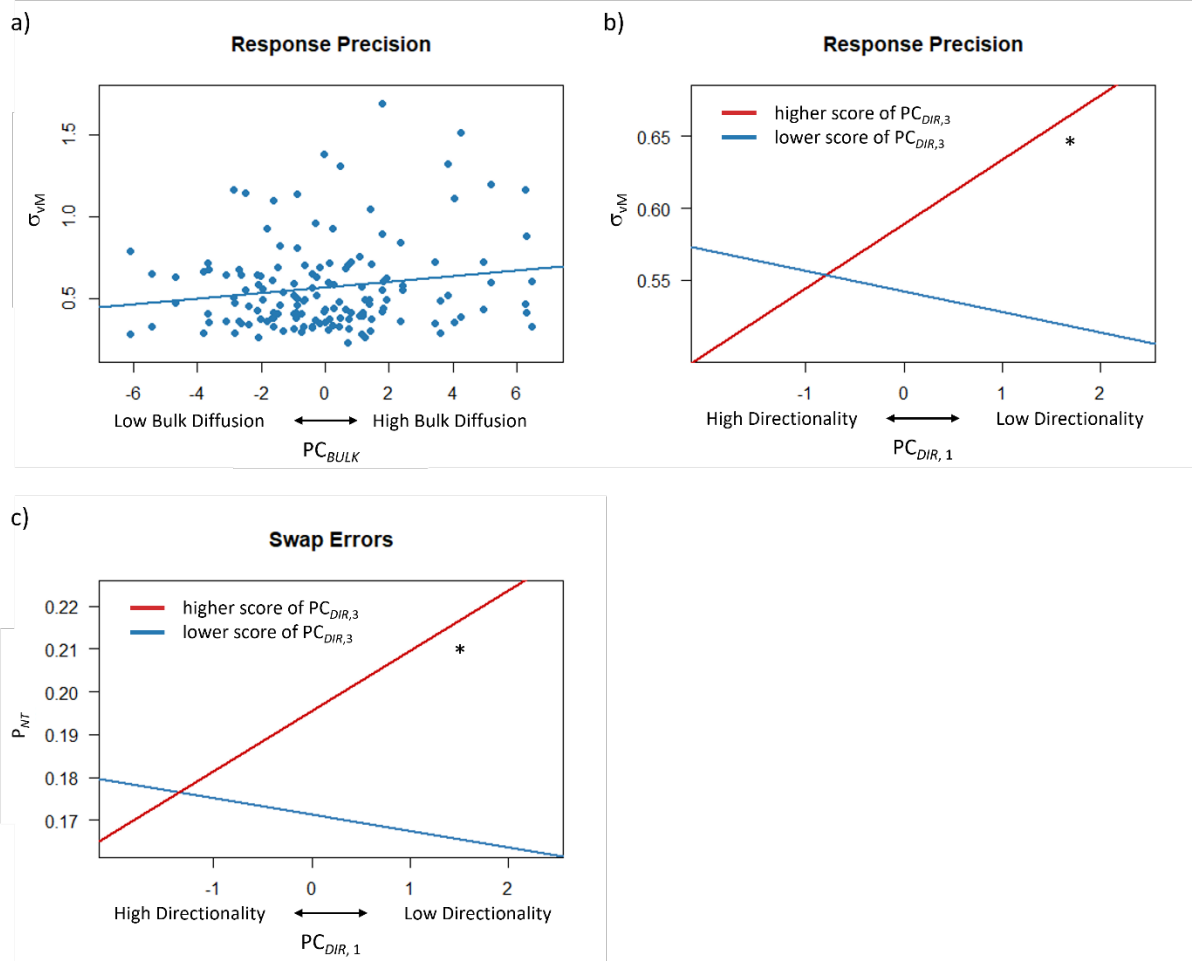 a)
Response Precision
σvM
1.5
1.0
0.5
-6 -4 -2 0 2 4 6
Low Bulk Diffusion ⟷ High Bulk Diffusion
PCBULK
b)
Response Precision
higher score of PCDIR,3
lower score of PCDIR,3
*
σvM
0.65
0.60
0.55
-1 0 1 2
High Directionality ⟷ Low Directionality
PCDIR, 1
c)
Swap Errors
higher score of PCDIR,3
lower score of PCDIR,3
*
PNT
0.22
0.21
0.20
0.19
0.18
0.17
-1 0 1 2
High Directionality ⟷ Low Directionality
PCDIR, 1